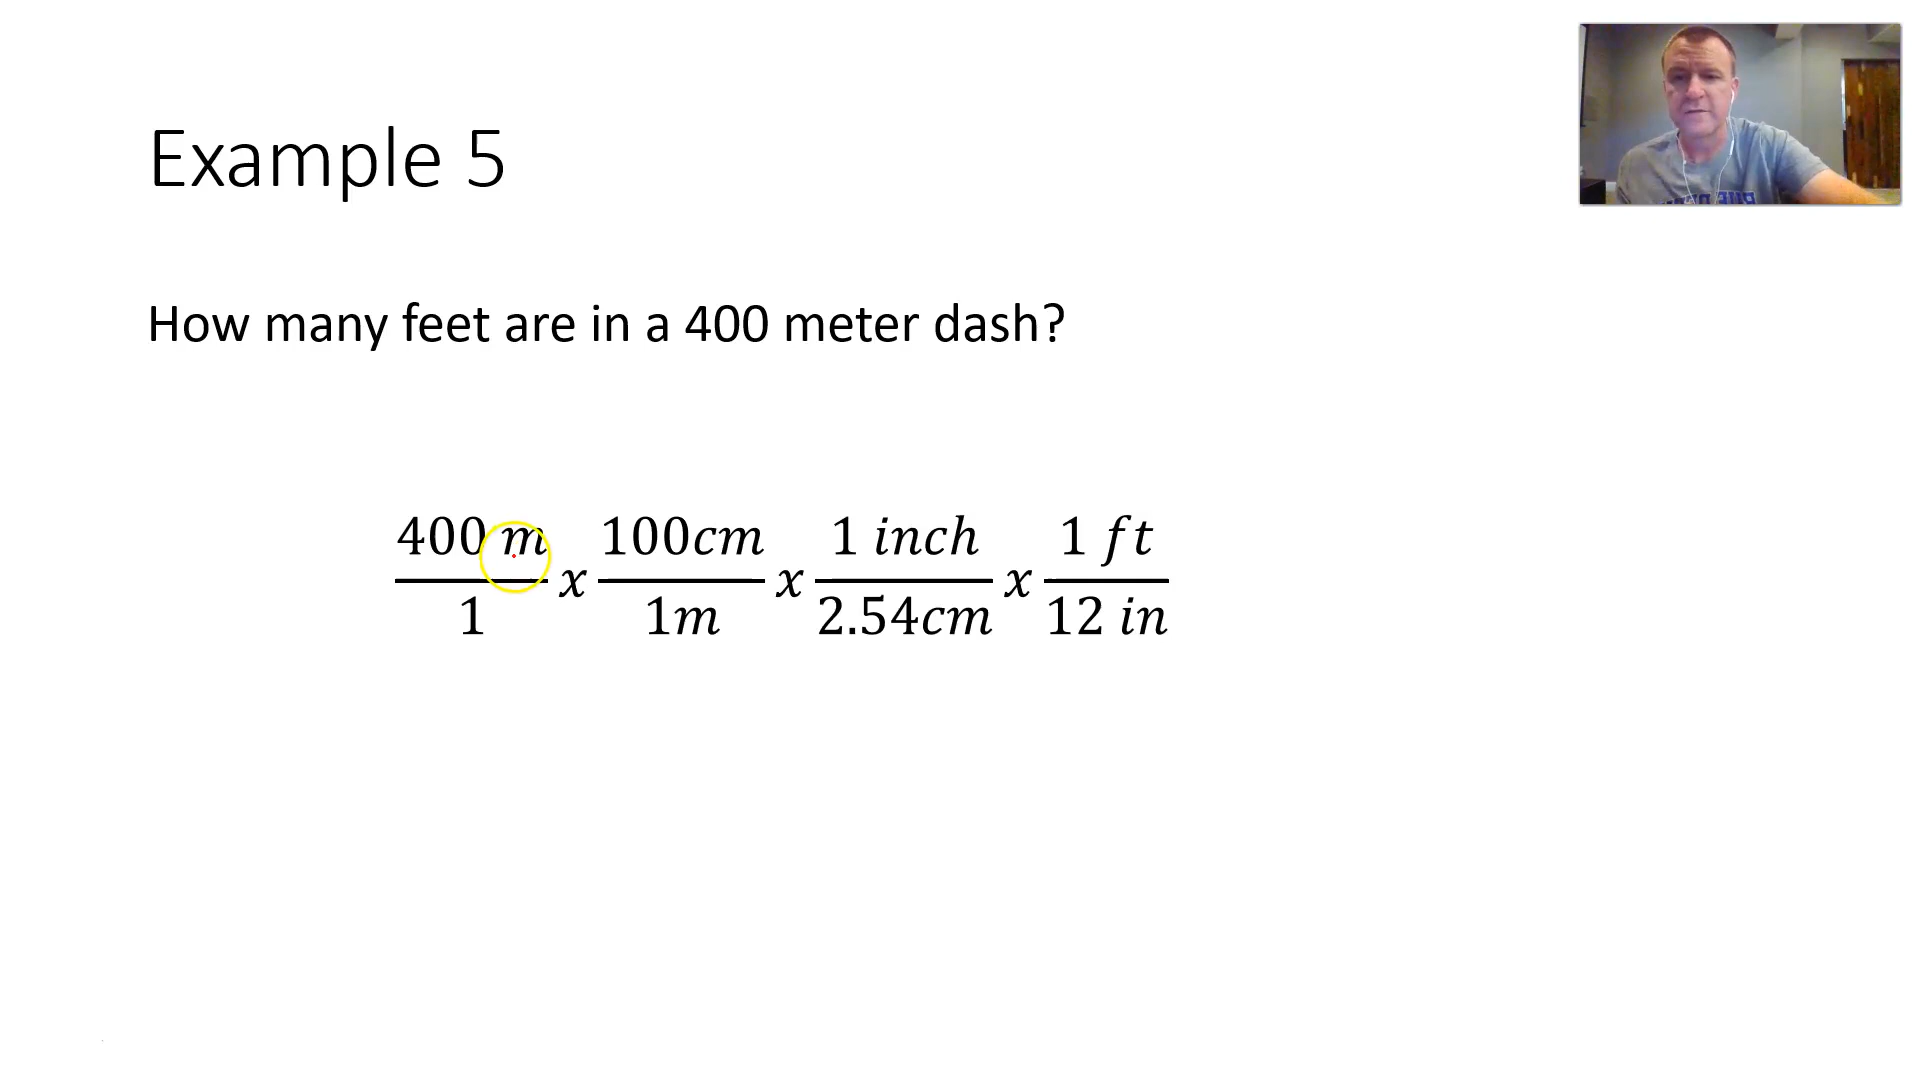 Example 5
How many feet are in a 400 meter dash?
400 m x 100cm x 1 inch x 1 ft
1 1m 2.54cm 12 in